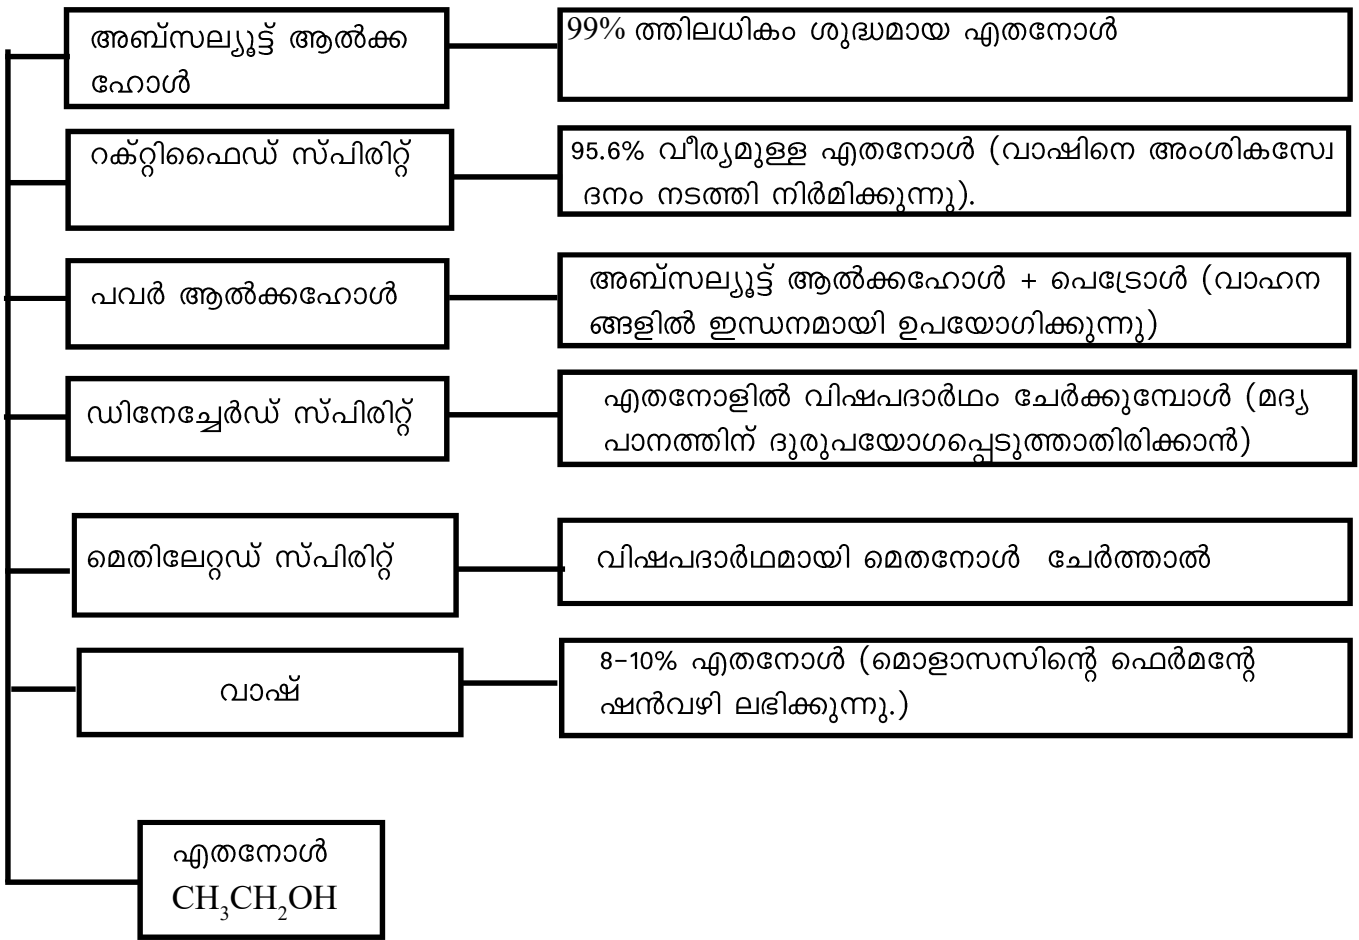 അബ്സല്യൂട്ട് ആൽക്ക
ഹോൾ
99% ത്തിലധികം ശുദ്ധമായ എതനോൾ
റക്റ്റിഫൈഡ് സ്പിരിറ്റ്
95.6% വീര്യമുള്ള എതനോൾ (വാഷിനെ അംശികസ്വേ
ദനം നടത്തി നിർമിക്കുന്നു).
പവർ ആൽക്കഹോൾ
അബ്സല്യൂട്ട് ആൽക്കഹോൾ + പെട്രോൾ (വാഹന
ങ്ങളിൽ ഇന്ധനമായി ഉപയോഗിക്കുന്നു)
ഡിനേച്ചേർഡ് സ്പിരിറ്റ്
എതനോളിൽ വിഷപദാർഥം ചേർക്കുമ്പോൾ (മദ്യ
പാനത്തിന് ദുരുപയോഗപ്പെടുത്താതിരിക്കാൻ)
മെതിലേറ്റഡ് സ്പിരിറ്റ്
വിഷപദാർഥമായി മെതനോൾ ചേർത്താൽ
വാഷ്
8-10% എതനോൾ (മൊളാസസിന്റെ ഫെർമന്റേ
ഷൻവഴി ലഭിക്കുന്നു.)
എതനോൾ
CH₃CH₂OH